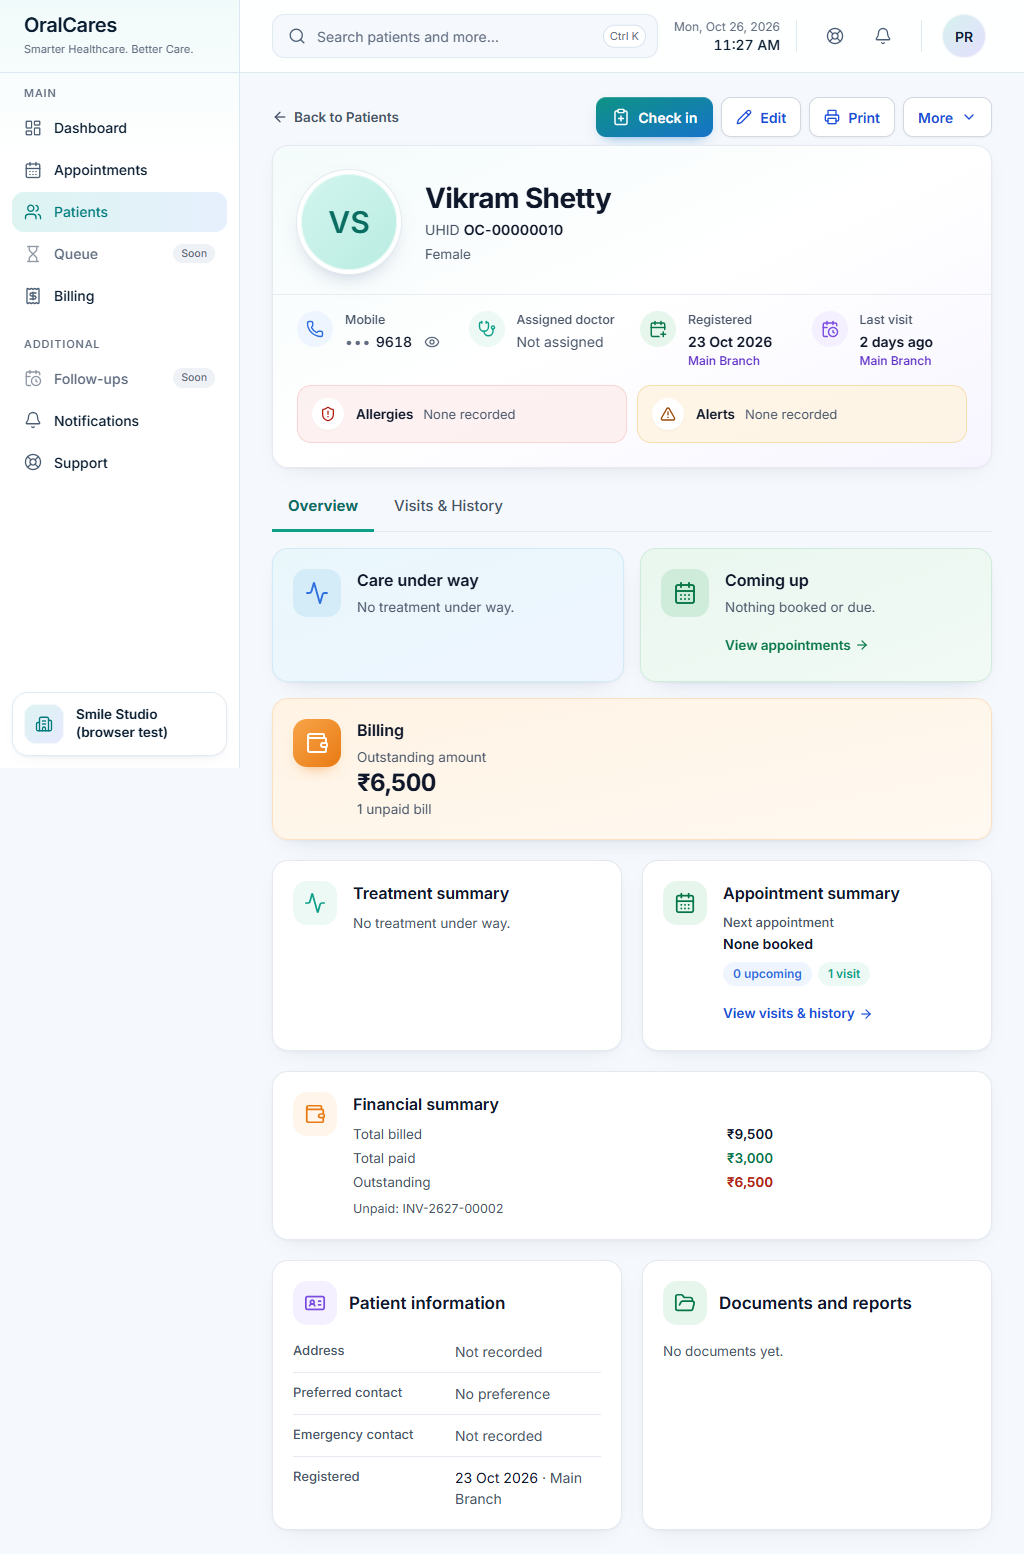 OralCares
Smarter Healthcare. Better Care.
MAIN
Dashboard
Appointments
Patients
Queue Soon
Billing
ADDITIONAL
Follow-ups Soon
Notifications
Support
Smile Studio
(browser test)
Search patients and more... Ctrl K
Mon, Oct 26, 2026
11:27 AM
PR
Back to Patients
Check in
Edit
Print
More
VS
Vikram Shetty
UHID OC-00000010
Female
Mobile
••• 9618
Assigned doctor
Not assigned
Registered
23 Oct 2026
Main Branch
Last visit
2 days ago
Main Branch
Allergies None recorded
Alerts None recorded
Overview
Visits & History
Care under way
No treatment under way.
Coming up
Nothing booked or due.
View appointments →
Billing
Outstanding amount
₹6,500
1 unpaid bill
Treatment summary
No treatment under way.
Appointment summary
Next appointment
None booked
0 upcoming 1 visit
View visits & history →
Financial summary
Total billed ₹9,500
Total paid ₹3,000
Outstanding ₹6,500
Unpaid: INV-2627-00002
Patient information
Address Not recorded
Preferred contact No preference
Emergency contact Not recorded
Registered 23 Oct 2026 · Main
Branch
Documents and reports
No documents yet.